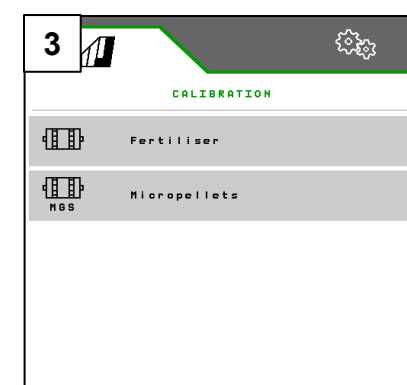 3
CALIBRATION
Fertiliser
Micropellets
MGS